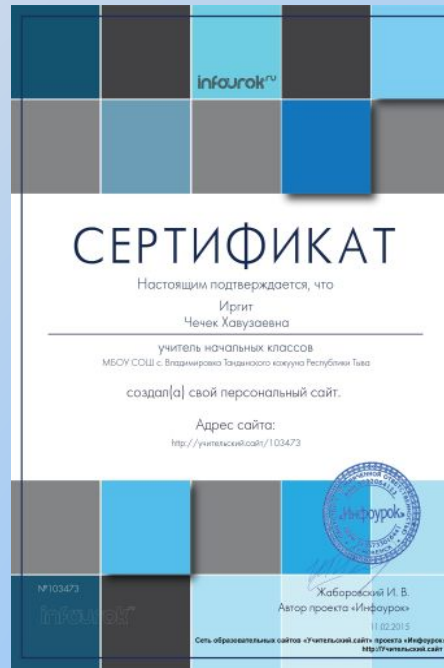 infourok.ru
СЕРТИФИКАТ
Настоящим подтверждается, что
Иргит
Чечек Хавузаевна
учитель начальных классов
МБОУ СОШ с. Владимировка Тандынского кожууна Республики Тыва
создал(а) свой персональный сайт.
Адрес сайта:
http://учительский.сайт/103473
«Инфоурок»
№103473
infourok
Жаборовский И. В.
Автор проекта «Инфоурок»
11.02.2015
Сеть образовательных сайтов «Учительский.сайт» проекта «Инфоурок»
http://Учительский.сайт